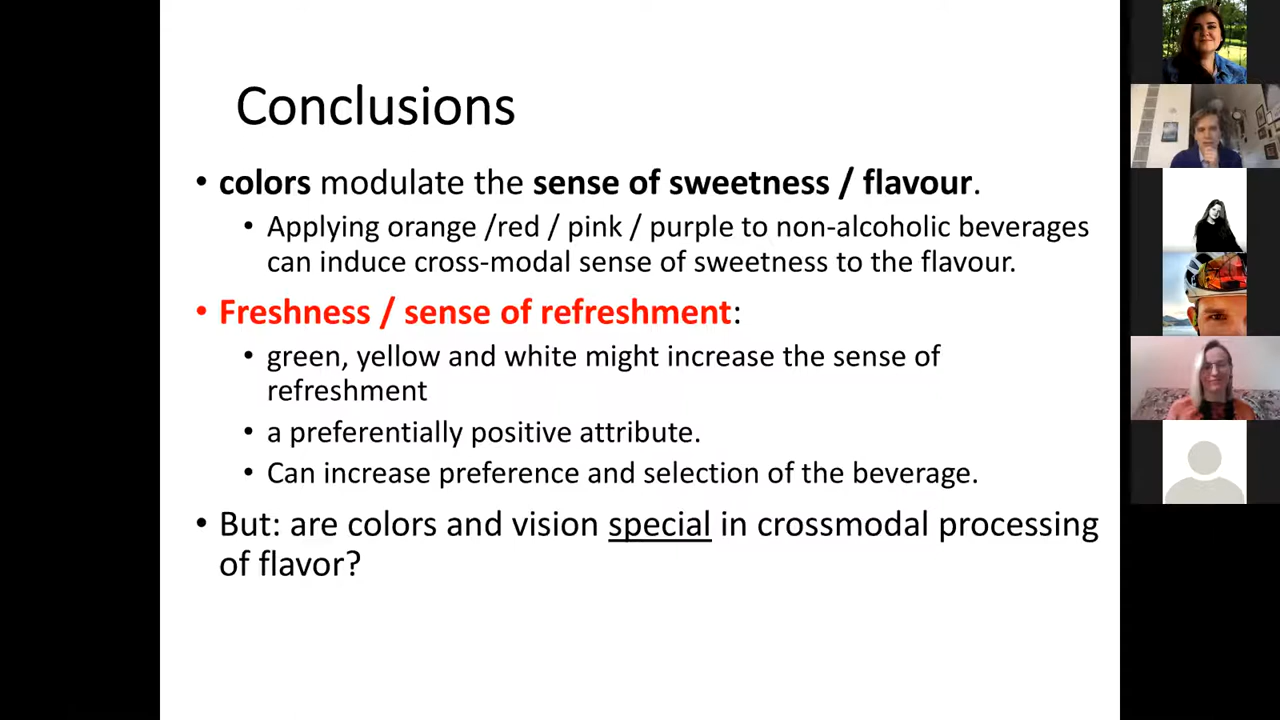 Conclusions
• colors modulate the sense of sweetness / flavour.
• Applying orange /red / pink / purple to non-alcoholic beverages
can induce cross-modal sense of sweetness to the flavour.
• Freshness / sense of refreshment:
• green, yellow and white might increase the sense of
refreshment
• a preferentially positive attribute.
• Can increase preference and selection of the beverage.
• But: are colors and vision special in crossmodal processing
of flavor?